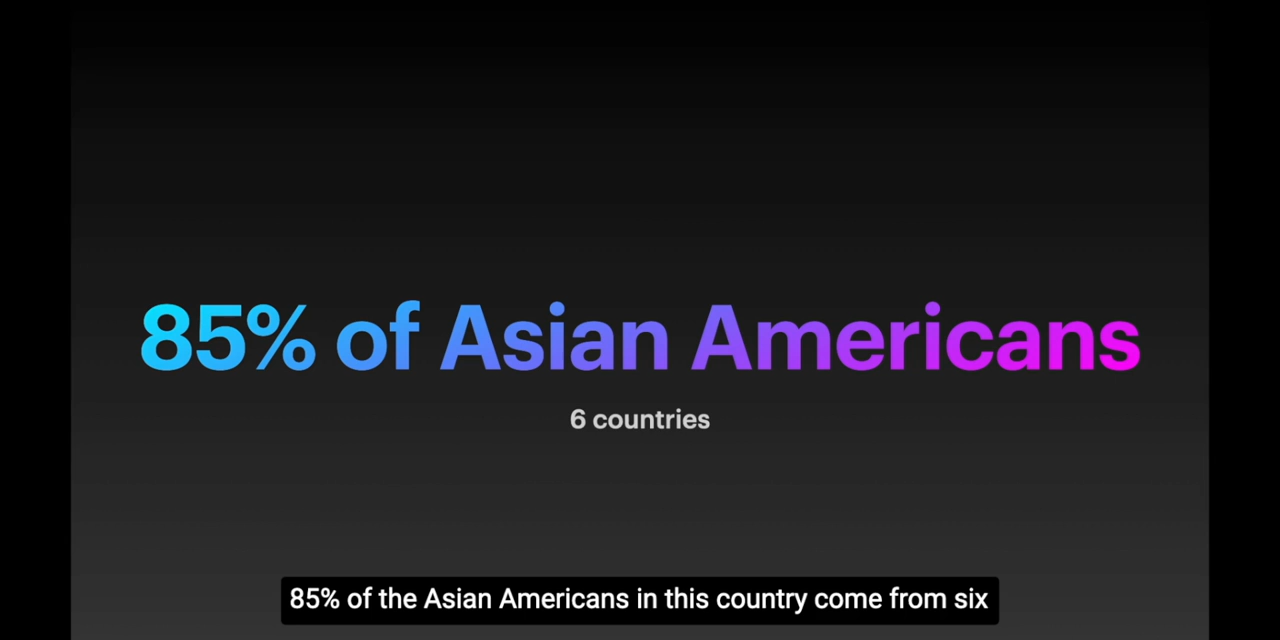 85% of Asian Americans
6 countries
85% of the Asian Americans in this country come from six